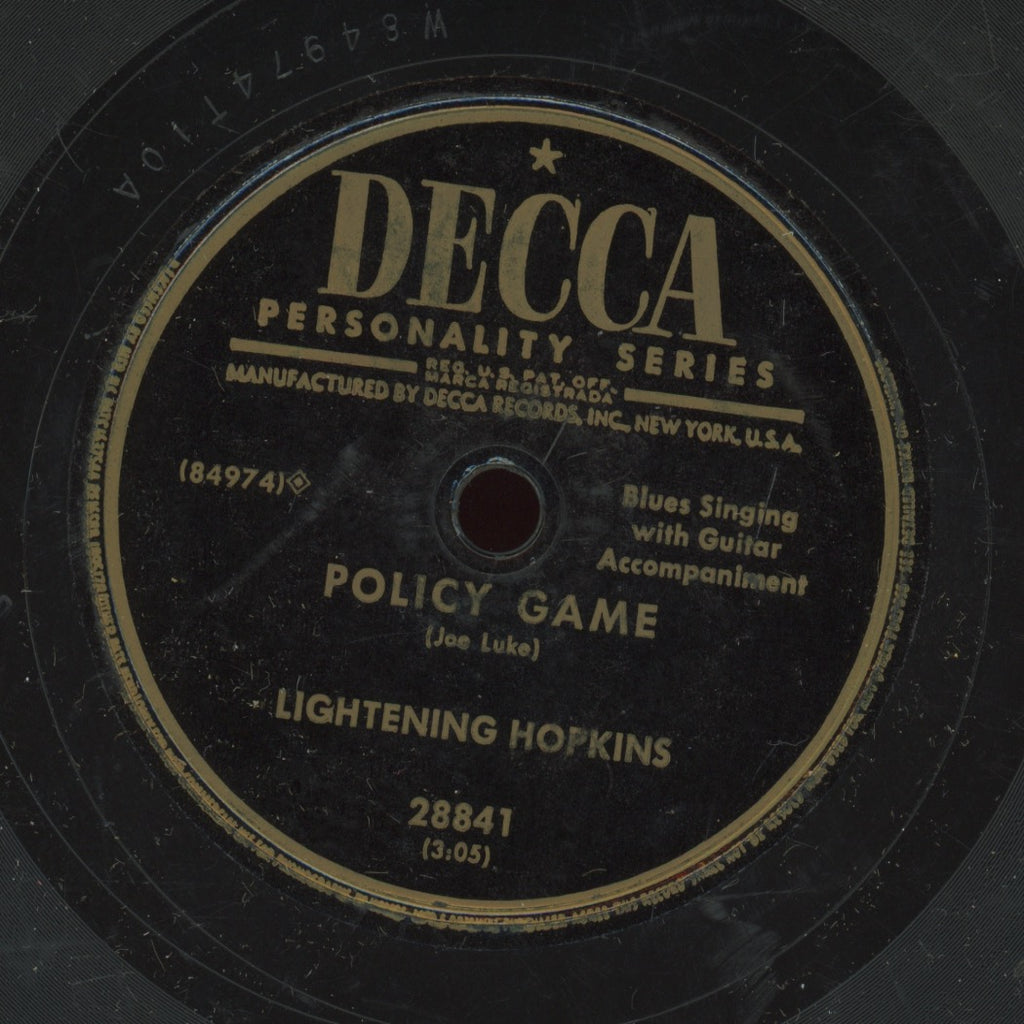 W84974T10A
DECCA
PERSONALITY SERIES
REG. U.S. PAT. OFF.
MARCA REGISTRADA
MANUFACTURED BY DECCA RECORDS, INC., NEW YORK, U.S.A.
(84974)
Blues Singing
with Guitar
Accompaniment
POLICY GAME
(Joe Luke)
LIGHTENING HOPKINS
28841
(3:05)